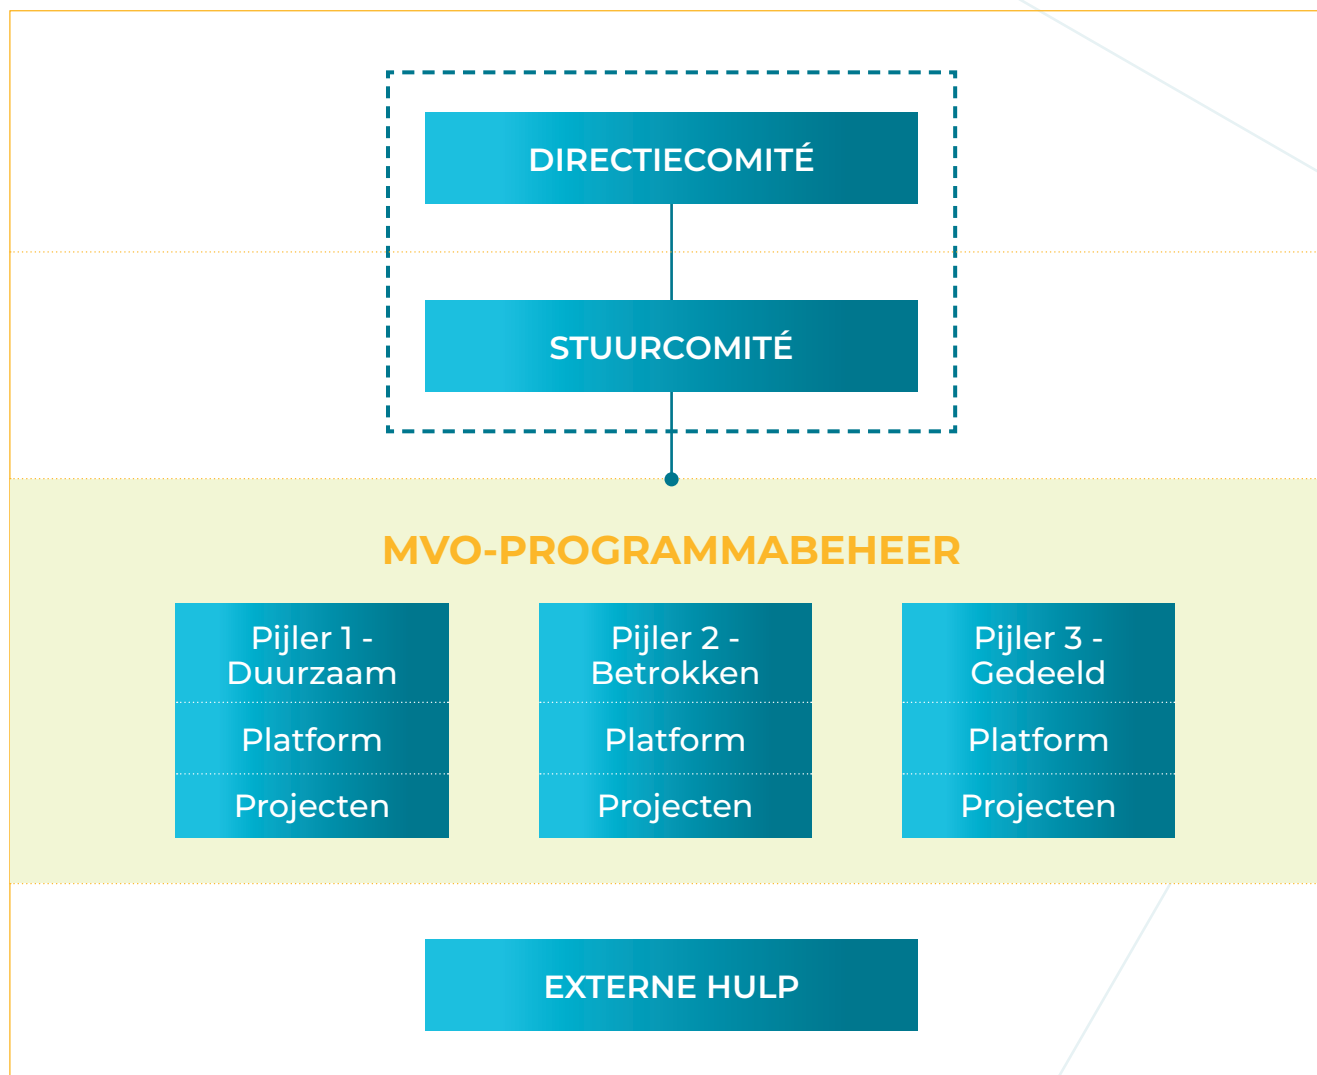 DIRECTIECOMITÉ
STUURCOMITÉ
MVO-PROGRAMMABEHEER
Pijler 1 -
Duurzaam
Platform
Projecten
Pijler 2 -
Betrokken
Platform
Projecten
Pijler 3 -
Gedeeld
Platform
Projecten
EXTERNE HULP